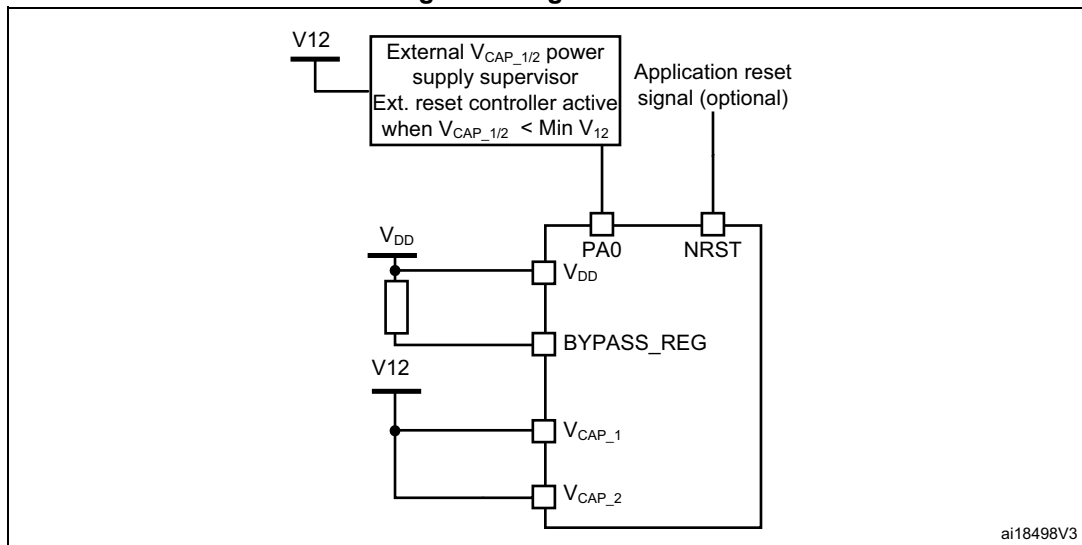 V12
External VCAP_1/2 power
supply supervisor
Ext. reset controller active
when VCAP_1/2 < Min V12
Application reset
signal (optional)
PA0
NRST
VDD
VDD
BYPASS_REG
V12
VCAP_1
VCAP_2
ai18498V3